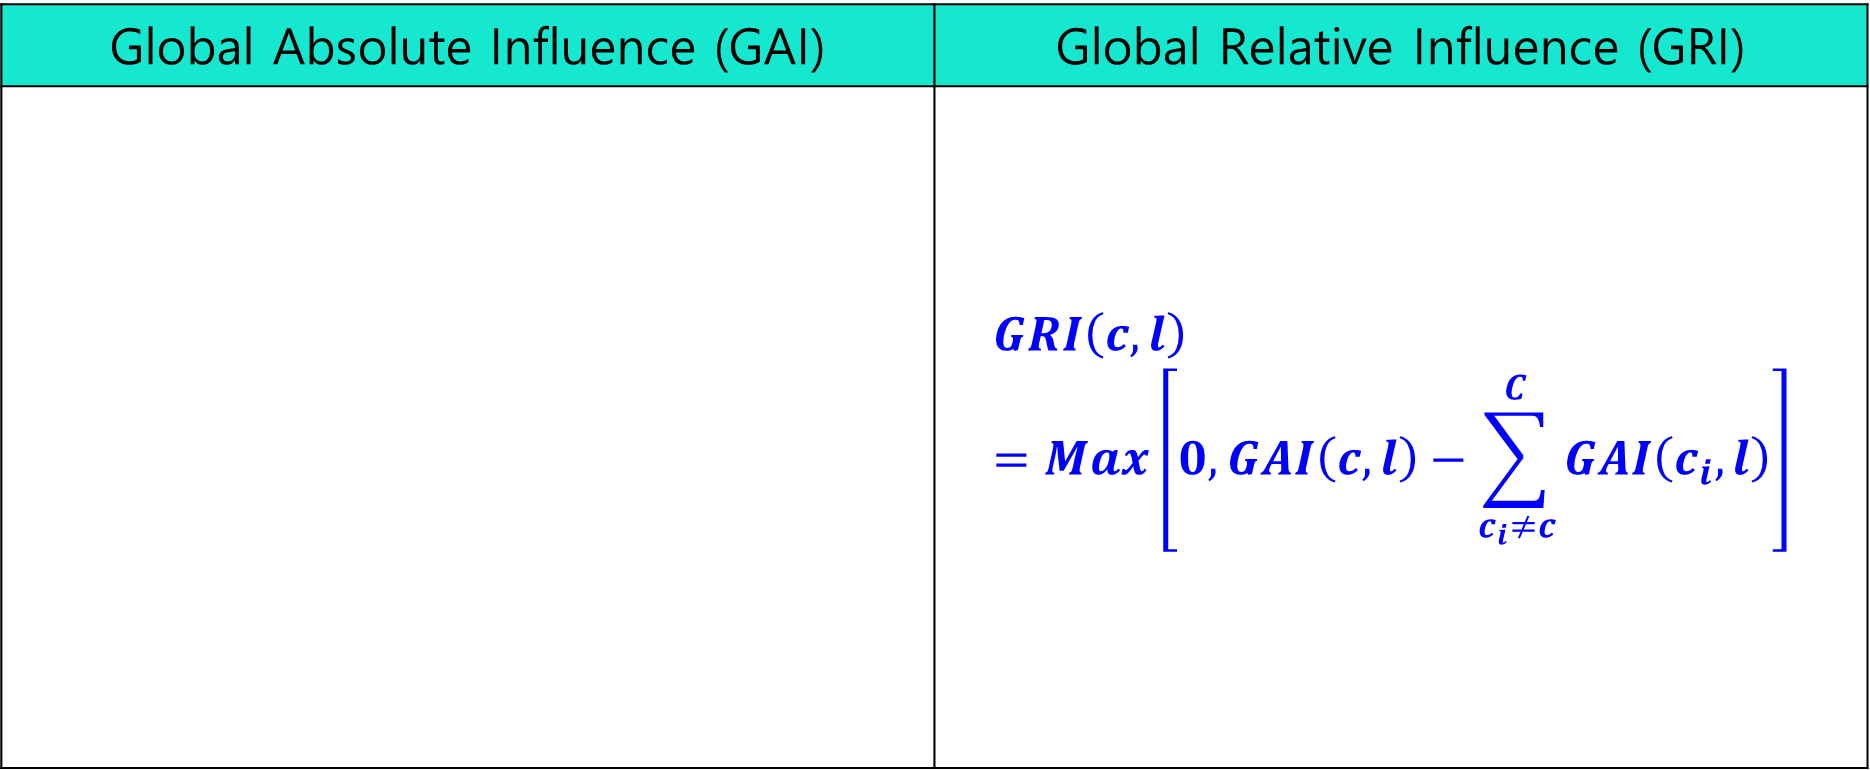 Global Absolute Influence (GAI)
Global Relative Influence (GRI)
GRI(c, l)
= Max [0, GAI(c, l) − ∑_{c_i≠c}^{C} GAI(c_i, l)]